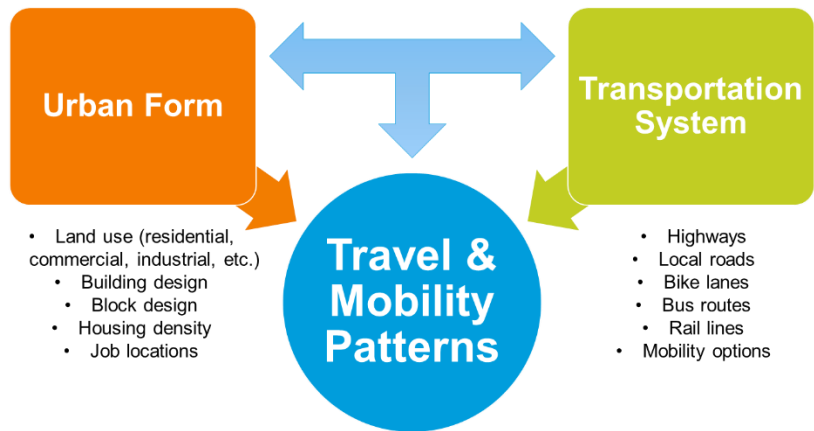 Urban Form
Transportation
System
• Land use (residential,
commercial, industrial, etc.)
• Building design
• Block design
• Housing density
• Job locations
Travel &
Mobility
Patterns
• Highways
• Local roads
• Bike lanes
• Bus routes
• Rail lines
• Mobility options